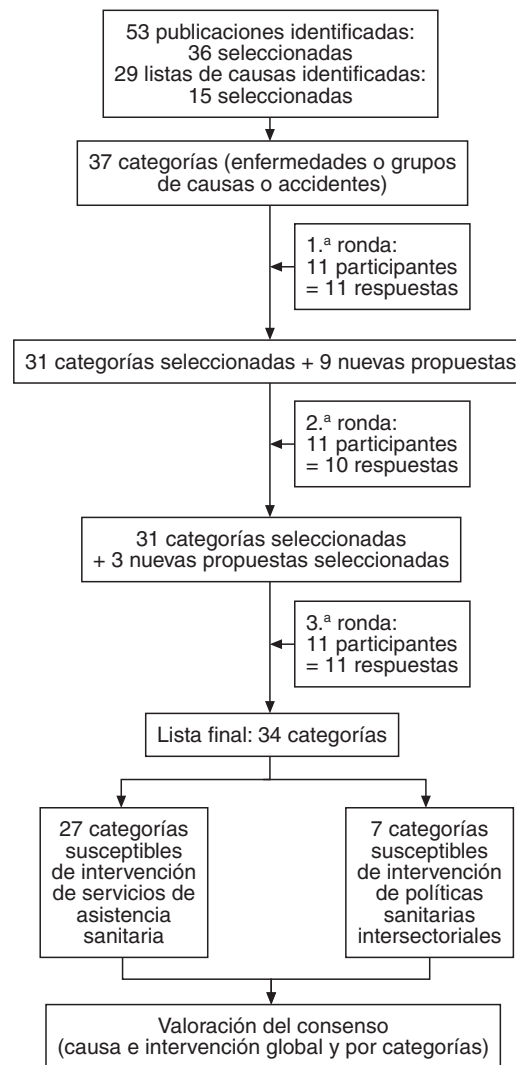 53 publicaciones identificadas:
36 seleccionadas
29 listas de causas identificadas:
15 seleccionadas
37 categorías (enfermedades o grupos
de causas o accidentes)
1.ª ronda:
11 participantes
= 11 respuestas
31 categorías seleccionadas + 9 nuevas propuestas
2.ª ronda:
11 participantes
= 10 respuestas
31 categorías seleccionadas
+ 3 nuevas propuestas seleccionadas
3.ª ronda:
11 participantes
= 11 respuestas
Lista final: 34 categorías
27 categorías
susceptibles
de intervención
de servicios de
asistencia
sanitaria
7 categorías
susceptibles
de intervención
de políticas
sanitarias
intersectoriales
Valoración del consenso
(causa e intervención global y por categorías)